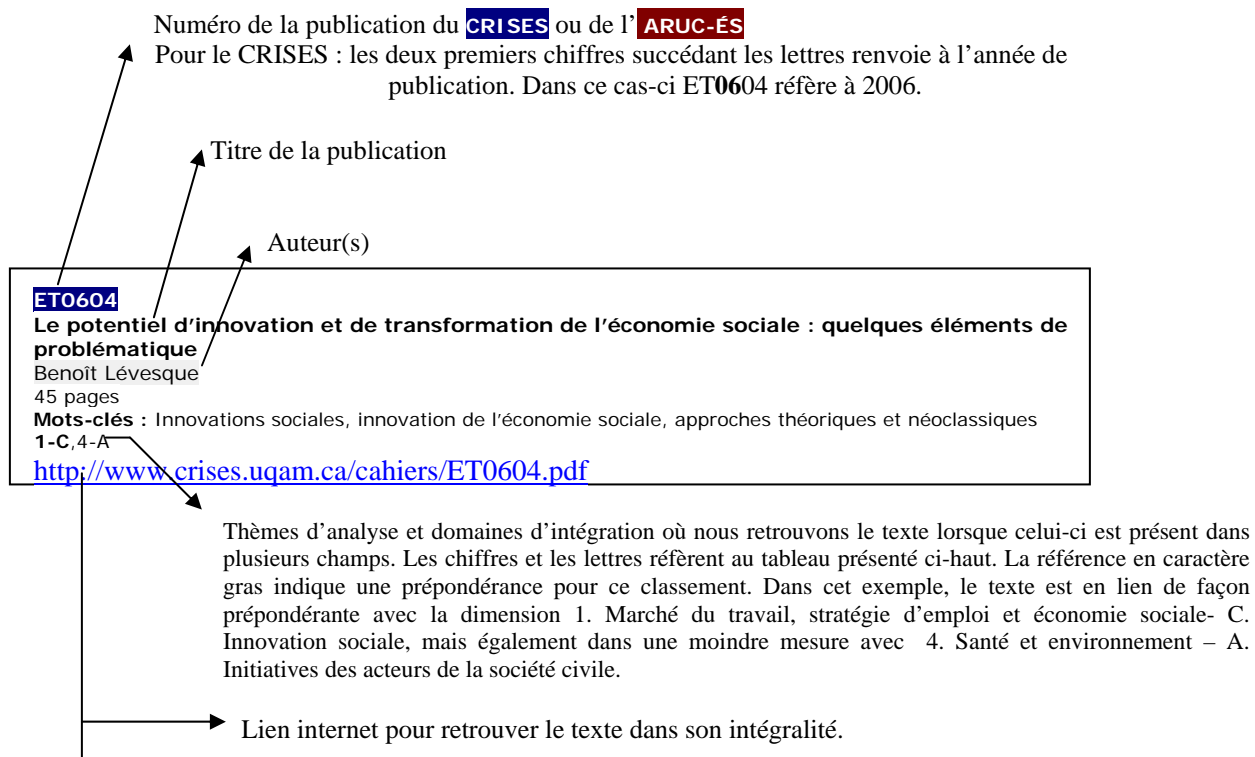 Numéro de la publication du CRISES ou de l' ARUC-ÉS
Pour le CRISES : les deux premiers chiffres succédant les lettres renvoie à l'année de
publication. Dans ce cas-ci ET0604 réfère à 2006.
Titre de la publication
Auteur(s)
ET0604
Le potentiel d'innovation et de transformation de l'économie sociale : quelques éléments de
problématique
Benoît Lévesque
45 pages
Mots-clés : Innovations sociales, innovation de l'économie sociale, approches théoriques et néoclassiques
1-C,4-A
http://www.crises.uqam.ca/cahiers/ET0604.pdf
Thèmes d'analyse et domaines d'intégration où nous retrouvons le texte lorsque celui-ci est présent dans
plusieurs champs. Les chiffres et les lettres réfèrent au tableau présenté ci-haut. La référence en caractère
gras indique une prépondérance pour ce classement. Dans cet exemple, le texte est en lien de façon
prépondérante avec la dimension 1. Marché du travail, stratégie d'emploi et économie sociale- C.
Innovation sociale, mais également dans une moindre mesure avec 4. Santé et environnement – A.
Initiatives des acteurs de la société civile.
Lien internet pour retrouver le texte dans son intégralité.